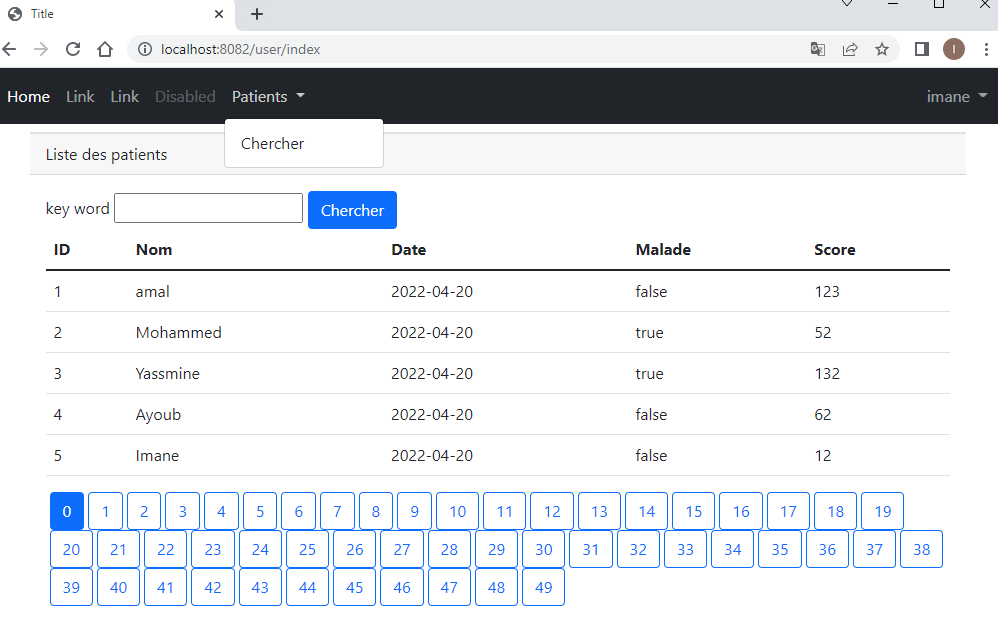 Title
localhost:8082/user/index
I
Home Link Link Disabled Patients imane
Chercher
Liste des patients
key word Chercher
ID Nom Date Malade Score
1 amal 2022-04-20 false 123
2 Mohammed 2022-04-20 true 52
3 Yassmine 2022-04-20 true 132
4 Ayoub 2022-04-20 false 62
5 Imane 2022-04-20 false 12
0 1 2 3 4 5 6 7 8 9 10 11 12 13 14 15 16 17 18 19
20 21 22 23 24 25 26 27 28 29 30 31 32 33 34 35 36 37 38
39 40 41 42 43 44 45 46 47 48 49